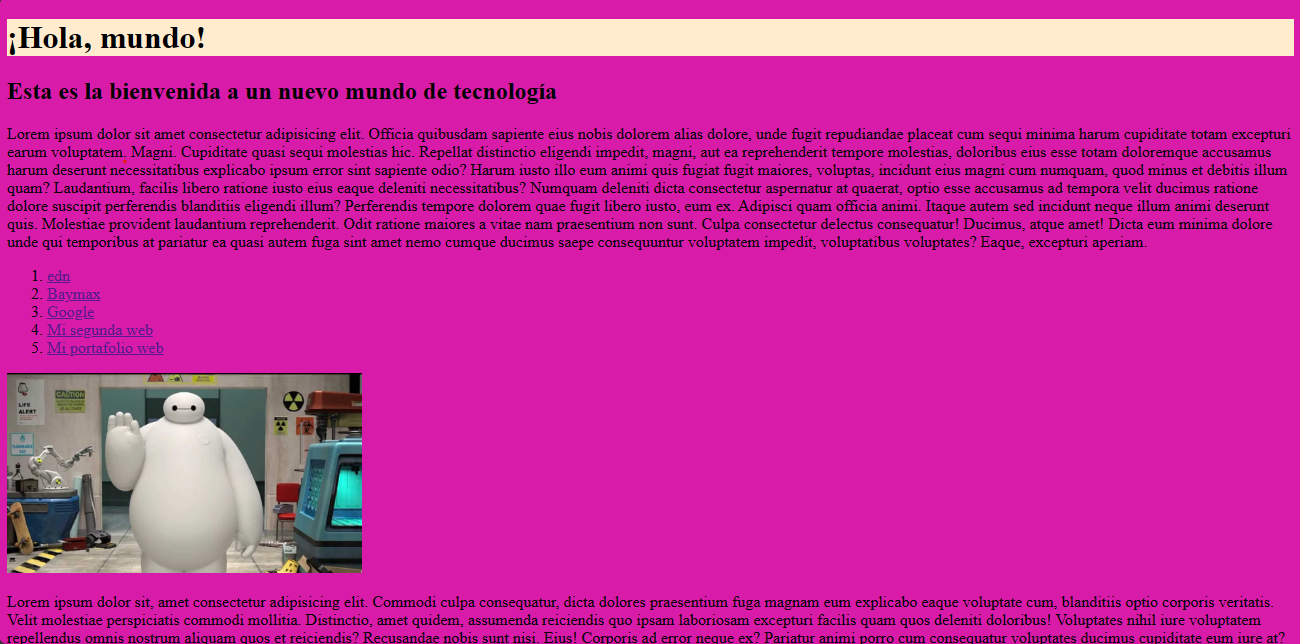 ¡Hola, mundo!
Esta es la bienvenida a un nuevo mundo de tecnología
Lorem ipsum dolor sit amet consectetur adipisicing elit. Officia quibusdam sapiente eius nobis dolorem alias dolore, unde fugit repudiandae placeat cum sequi minima harum cupiditate totam excepturi
earum voluptatem. Magni. Cupiditate quasi sequi molestias hic. Repellat distinctio eligendi impedit, magni, aut ea reprehenderit tempore molestias, doloribus eius esse totam doloremque accusamus
harum deserunt necessitatibus explicabo ipsum error sint sapiente odio? Harum iusto illo eum animi quis fugiat fugit maiores, voluptas, incidunt eius magni cum numquam, quod minus et debitis illum
quam? Laudantium, facilis libero ratione iusto eius eaque deleniti necessitatibus? Numquam deleniti dicta consectetur aspernatur at quaerat, optio esse accusamus ad tempora velit ducimus ratione
dolore suscipit perferendis blanditiis eligendi illum? Perferendis tempore dolorem quae fugit libero iusto, eum ex. Adipisci quam officia animi. Itaque autem sed incidunt neque illum animi deserunt
quis. Molestiae provident laudantium reprehenderit. Odit ratione maiores a vitae nam praesentium non sunt. Culpa consectetur delectus consequatur! Ducimus, atque amet! Dicta eum minima dolore
unde qui temporibus at pariatur ea quasi autem fuga sint amet nemo cumque ducimus saepe consequuntur voluptatem impedit, voluptatibus voluptates? Eaque, excepturi aperiam.
1. edn
2. Baymax
3. Google
4. Mi segunda web
5. Mi portafolio web
CAUTION
LIFE
ALERT
Lorem ipsum dolor sit, amet consectetur adipisicing elit. Commodi culpa consequatur, dicta dolores praesentium fuga magnam eum explicabo eaque voluptate cum, blanditiis optio corporis veritatis.
Velit molestiae perspiciatis commodi mollitia. Distinctio, amet quidem, assumenda reiciendis quo ipsam laboriosam excepturi facilis quam quos deleniti doloribus! Voluptates nihil iure voluptatem
repellendus omnis nostrum aliquam quos et reiciendis? Recusandae nobis sunt nisi. Eius! Corporis ad error neque ex? Pariatur animi porro cum consequatur voluptates ducimus cupiditate eum iure at?